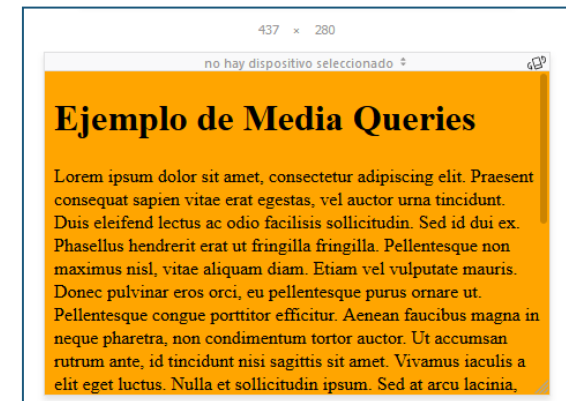 437 × 280
no hay dispositivo seleccionado
Ejemplo de Media Queries
Lorem ipsum dolor sit amet, consectetur adipiscing elit. Praesent
consequat sapien vitae erat egestas, vel auctor urna tincidunt.
Duis eleifend lectus ac odio facilisis sollicitudin. Sed id dui ex.
Phasellus hendrerit erat ut fringilla fringilla. Pellentesque non
maximus nisl, vitae aliquam diam. Etiam vel vulputate mauris.
Donec pulvinar eros orci, eu pellentesque purus ornare ut.
Pellentesque congue porttitor efficitur. Aenean faucibus magna in
neque pharetra, non condimentum tortor auctor. Ut accumsan
rutrum ante, id tincidunt nisi sagittis sit amet. Vivamus iaculis a
elit eget luctus. Nulla et sollicitudin ipsum. Sed at arcu lacinia,